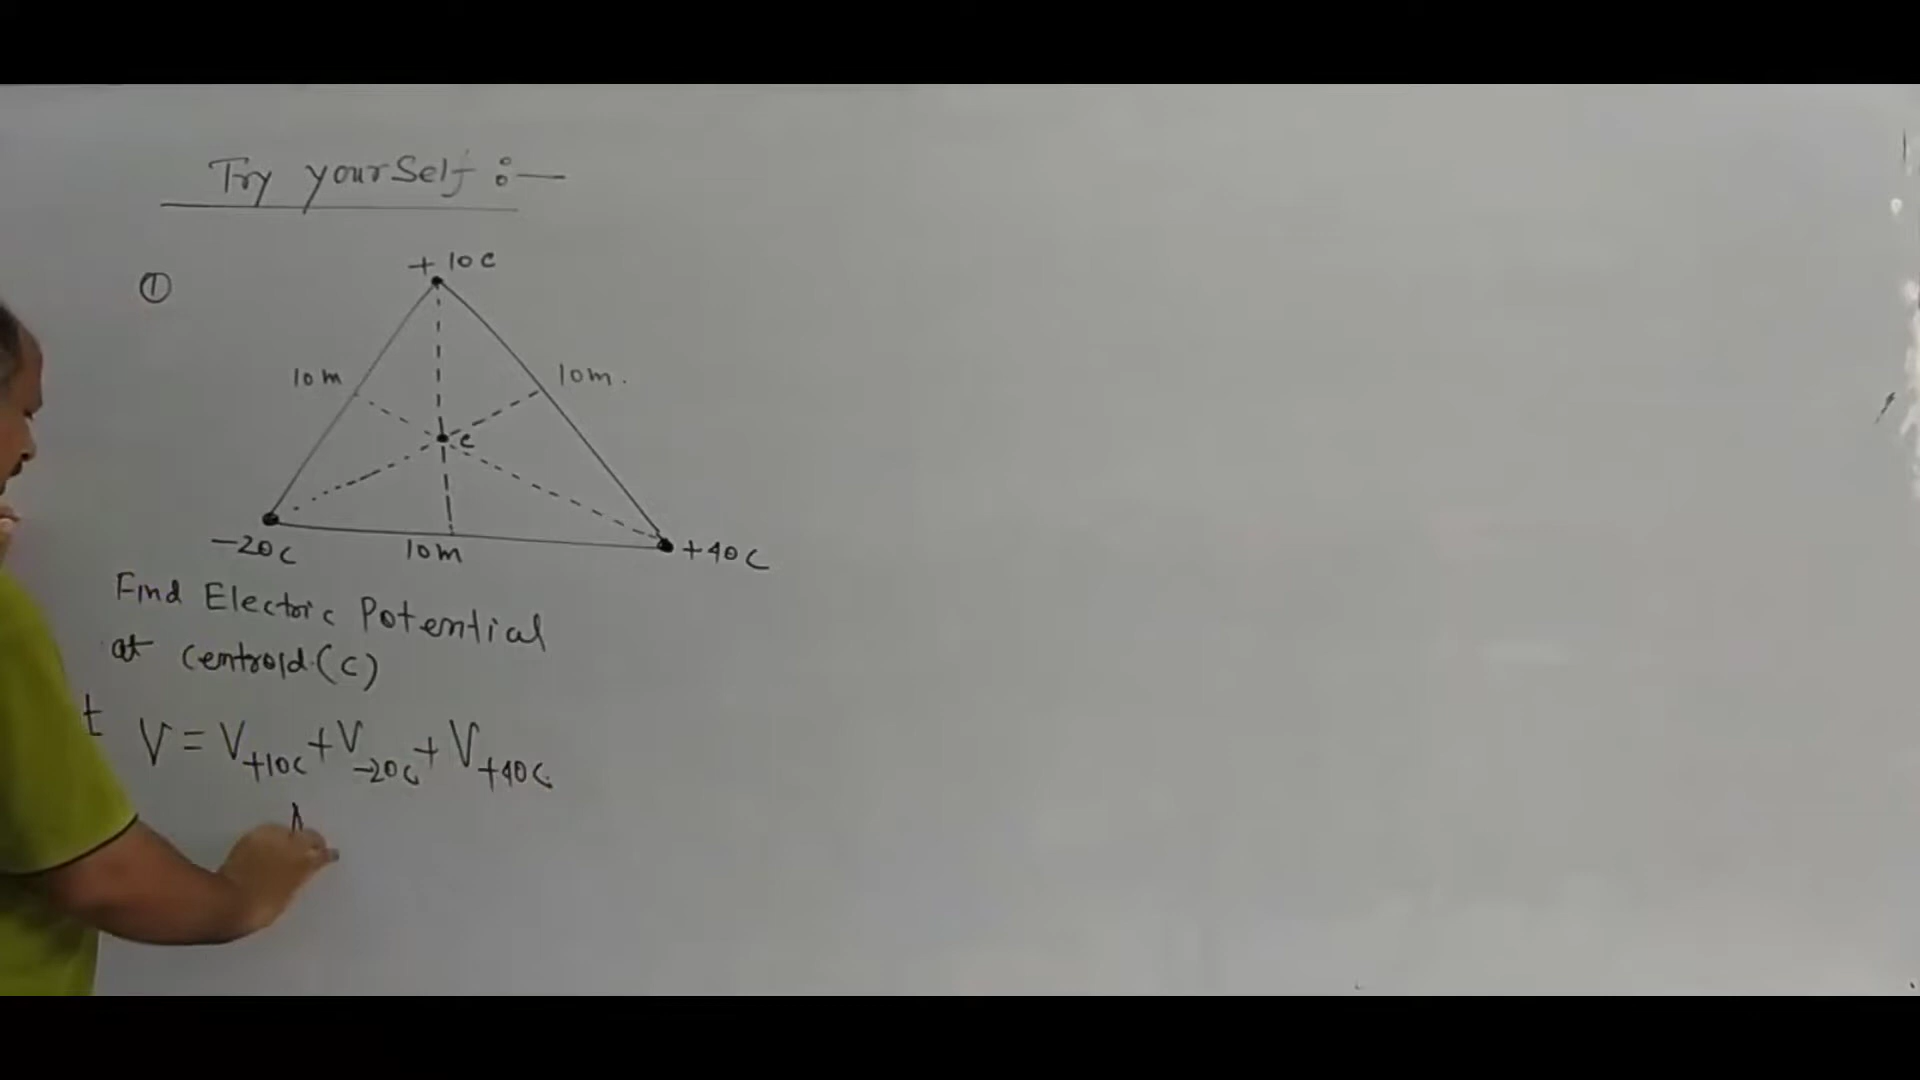 Try yourSelf :—
①
+10C
10m
10m.
C
-20C
10m
+40C
Find Electric Potential
at Centroid.(C)
t
V = V+10C + V-20C + V+40C.